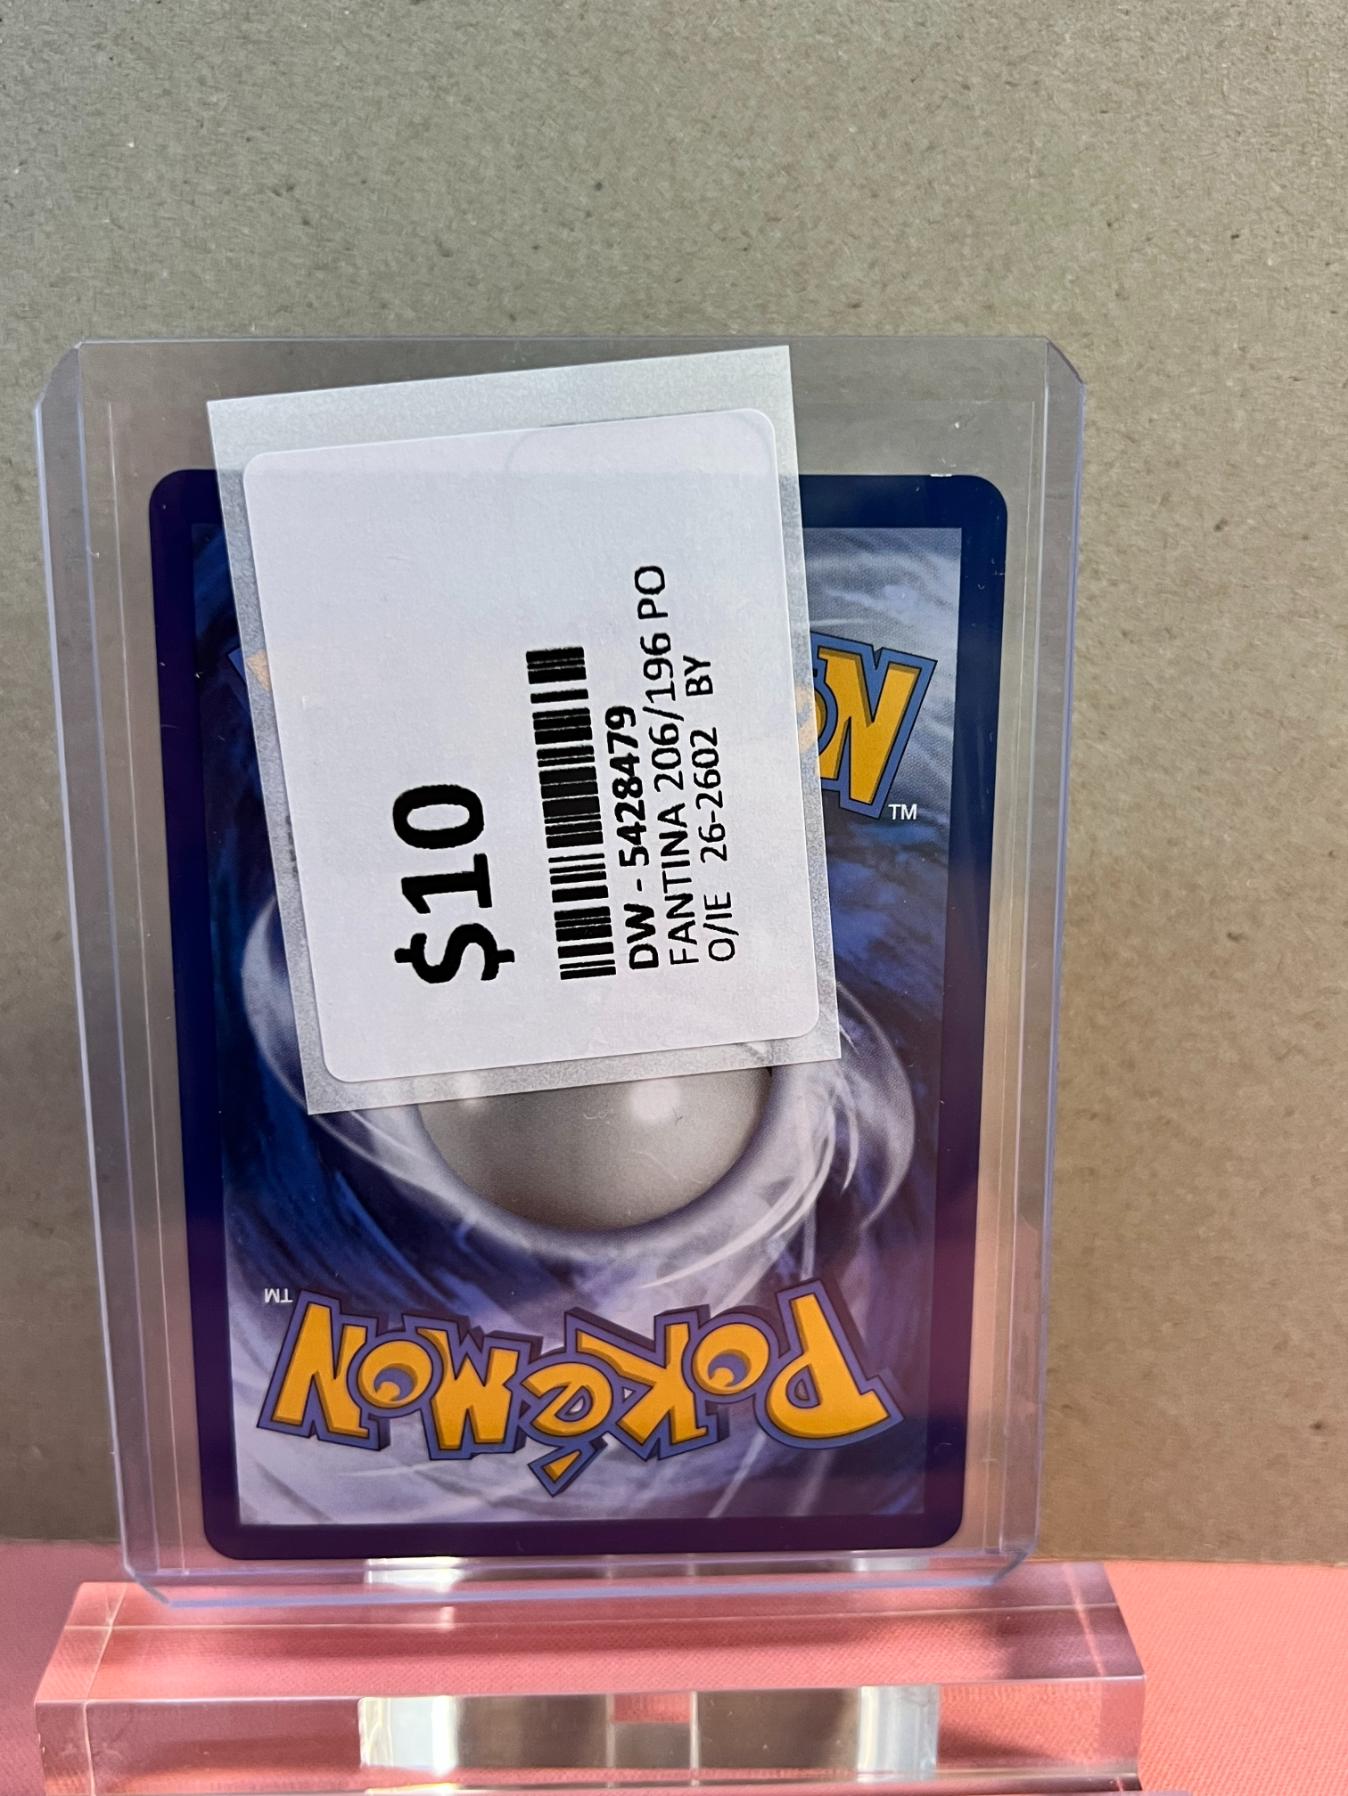 $10
DW - 5428479
FANTINA 206/196 PO
O/IE 26-2602 BY
TM
TM
POKéMON